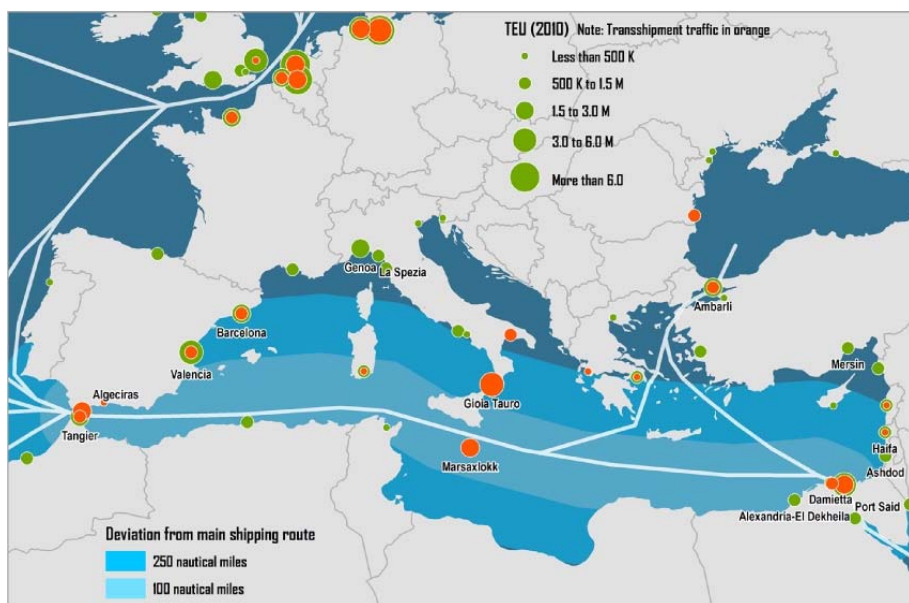 TEU (2010) Note: Transshipment traffic in orange
Less than 500 K
500 K to 1.5 M
1.5 to 3.0 M
3.0 to 6.0 M
More than 6.0
Genoa
La Spezia
Barcelona
Valencia
Ambarli
Mersin
Algeciras
Tangier
Gioia Tauro
Marsaxlokk
Haifa
Ashdod
Damietta
Port Said
Alexandria-El Dekheila
Deviation from main shipping route
250 nautical miles
100 nautical miles